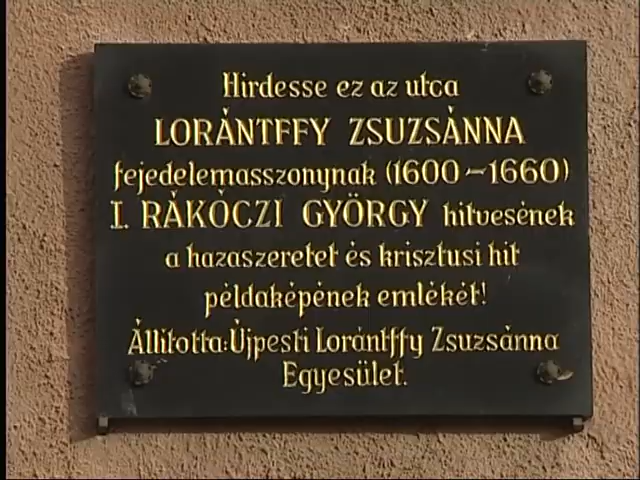 Hirdesse ez az utca
LORÁNTFFY ZSUZSÁNNA
fejedelemasszonynak (1600-1660)
I. RÁKÓCZI GYÖRGY hitvesének
a hazaszeretet és krisztusi hit
példaképének emlékét!
Állította:Újpesti Lorántffy Zsuzsánna
Egyesület.